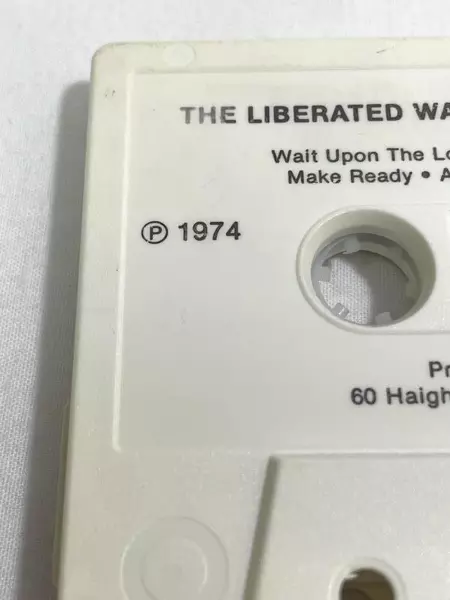 THE LIBERATED WA
Wait Upon The Lo
Make Ready • A
℗ 1974
Pr
60 Haigh